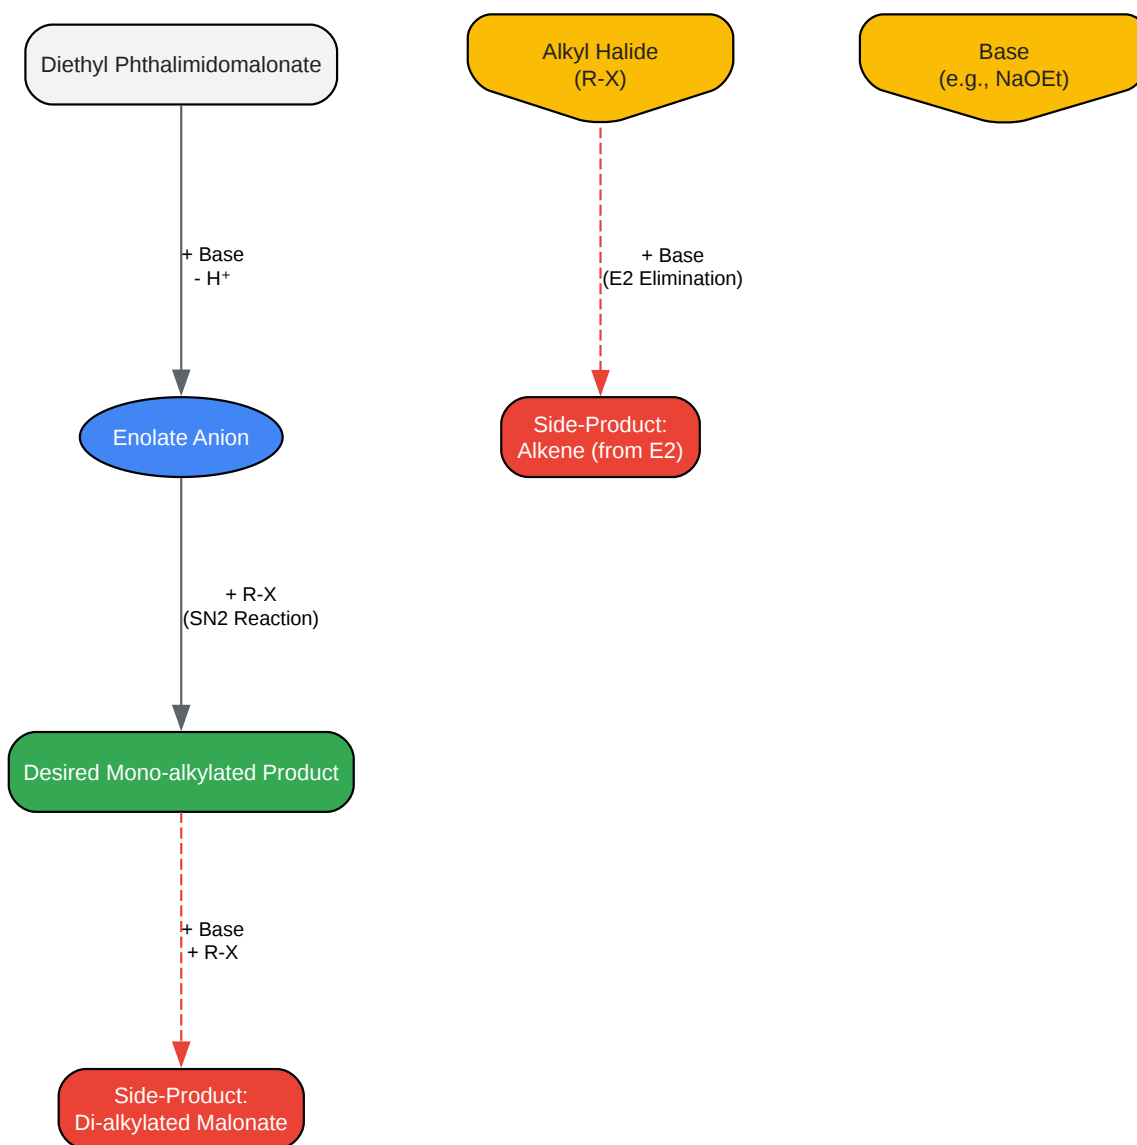 Diethyl Phthalimidomalonate
Alkyl Halide
(R-X)
Base
(e.g., NaOEt)
+ Base
- H⁺
+ Base
(E2 Elimination)
Enolate Anion
Side-Product:
Alkene (from E2)
+ R-X
(SN2 Reaction)
Desired Mono-alkylated Product
+ Base
+ R-X
Side-Product:
Di-alkylated Malonate